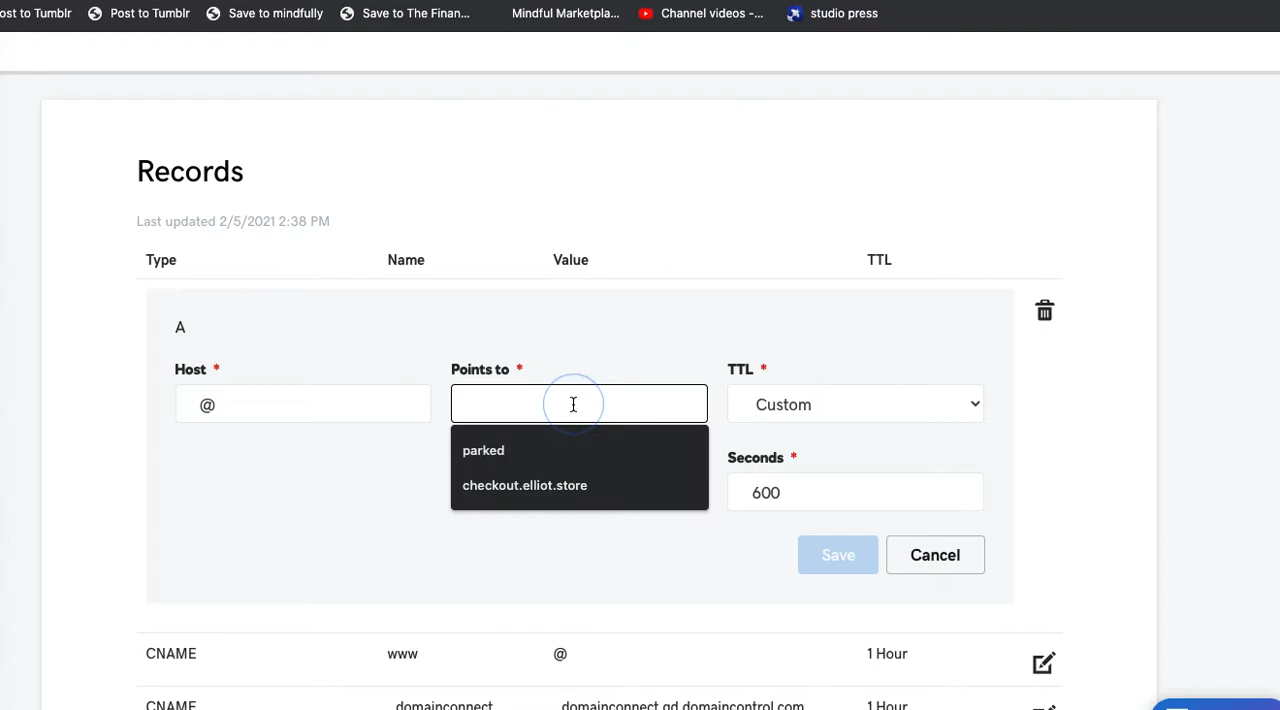 ost to Tumblr Post to Tumblr Save to mindfully Save to The Finan... Mindful Marketpla... Channel videos -... studio press
Records
Last updated 2/5/2021 2:38 PM
Type Name Value TTL
A
Host * Points to * TTL *
@ Custom
parked
checkout.elliot.store
Seconds *
600
Save Cancel
CNAME www @ 1 Hour
CNAME _domainconnect _domainconnect.gd.domaincontrol.com 1 Hour